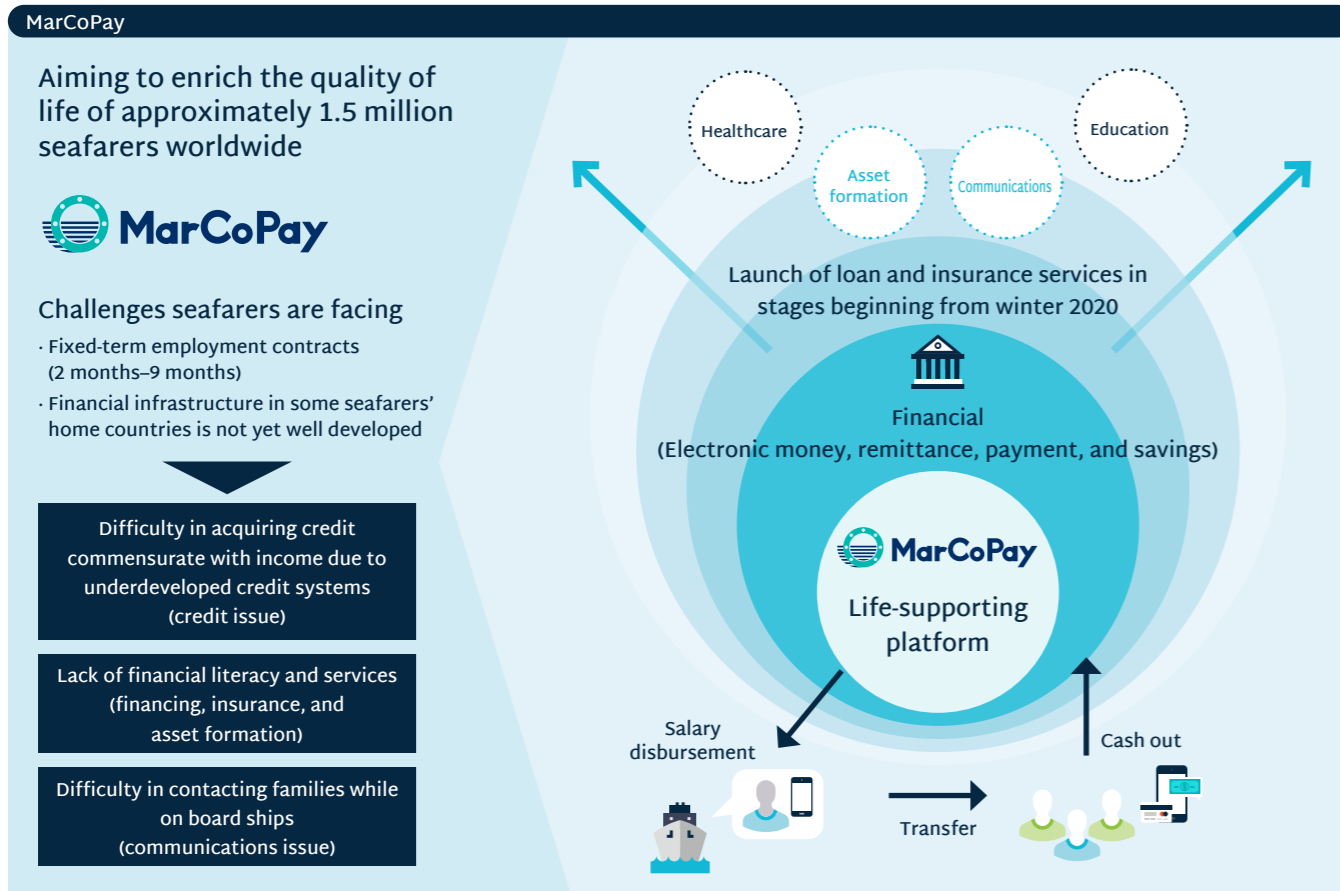 MarCoPay
Aiming to enrich the quality of
life of approximately 1.5 million
seafarers worldwide
MarCoPay
Challenges seafarers are facing
· Fixed-term employment contracts
(2 months–9 months)
· Financial infrastructure in some seafarers’
home countries is not yet well developed
Difficulty in acquiring credit
commensurate with income due to
underdeveloped credit systems
(credit issue)
Lack of financial literacy and services
(financing, insurance, and
asset formation)
Difficulty in contacting families while
on board ships
(communications issue)
Healthcare
Asset
formation
Communications
Education
Launch of loan and insurance services in
stages beginning from winter 2020
Financial
(Electronic money, remittance, payment, and savings)
MarCoPay
Life-supporting
platform
Salary
disbursement
Transfer
Cash out